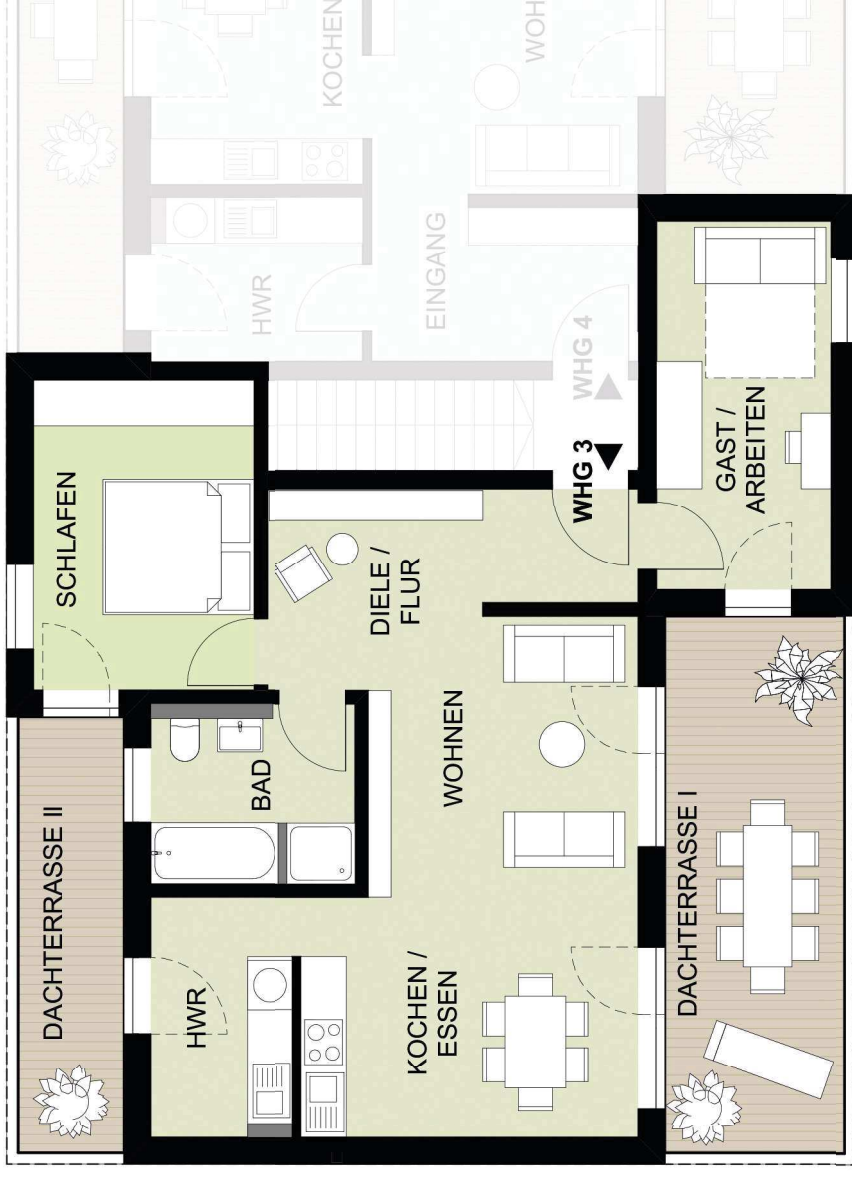 KOCHEN
WOH
HWR
EINGANG
WHG 4
WHG 3
SCHLAFEN
DIELE /
FLUR
GAST /
ARBEITEN
BAD
WOHNEN
DACHTERRASSE II
HWR
KOCHEN /
ESSEN
DACHTERRASSE I